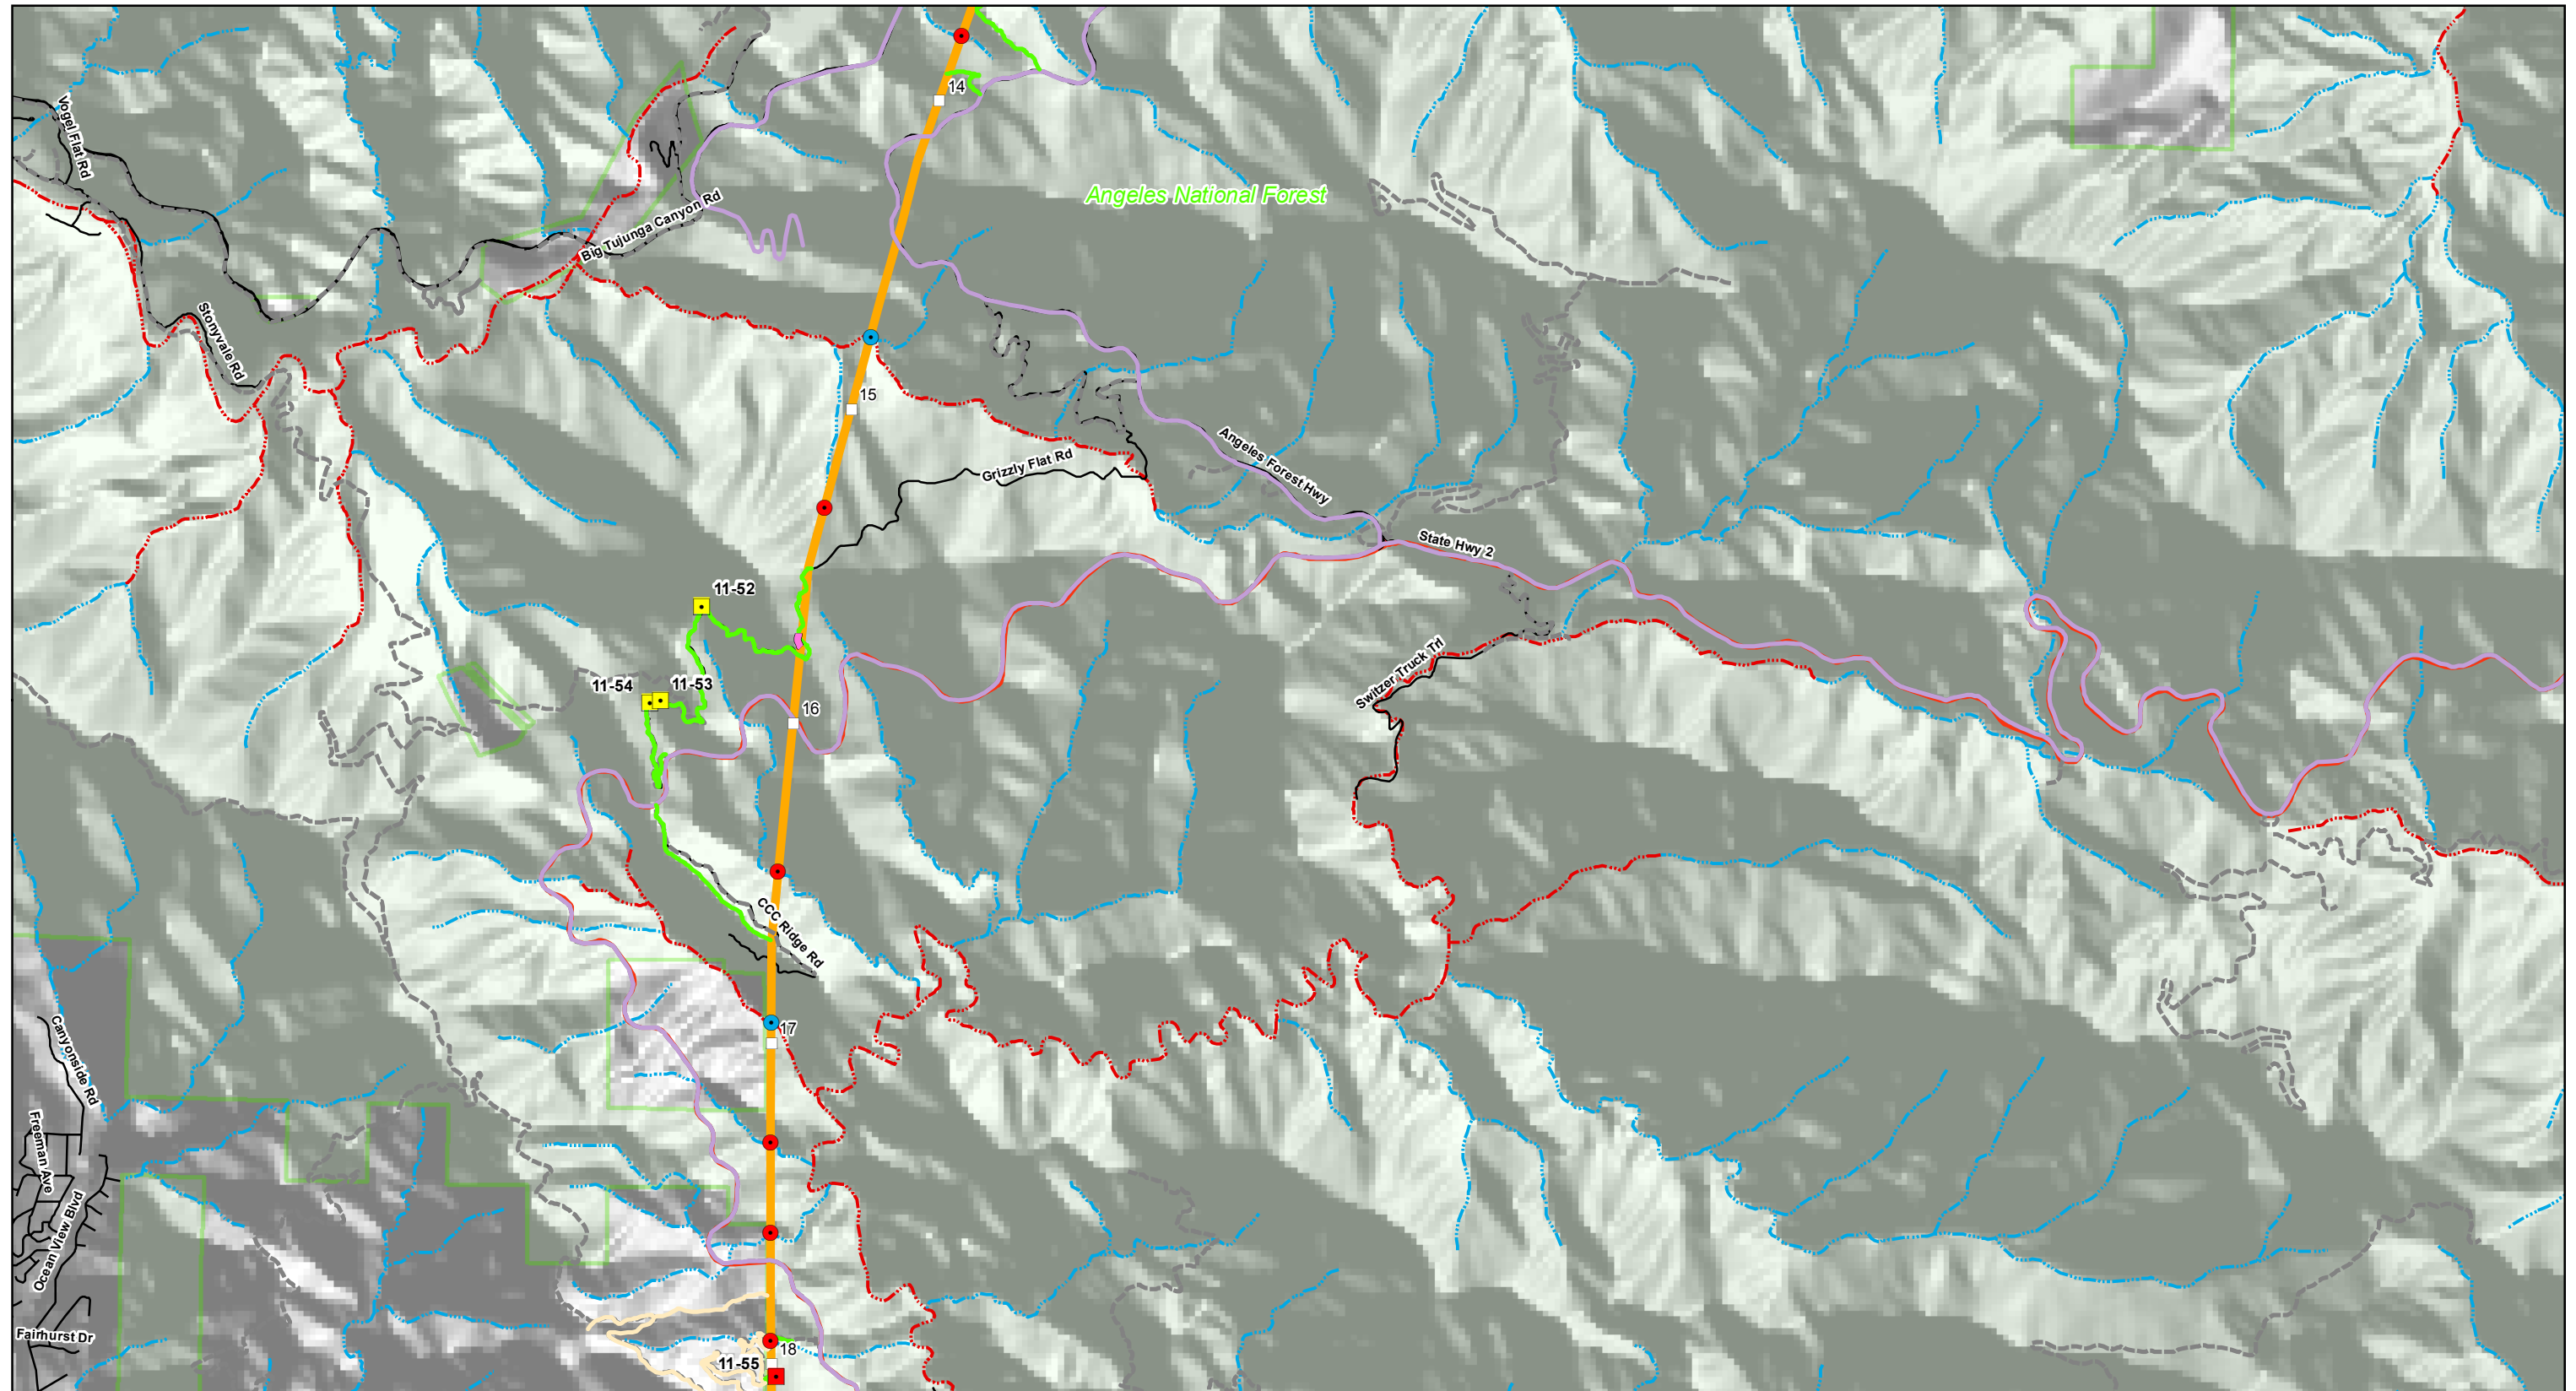 14
Vogel Flat Rd
Angeles National Forest
Big Tujunga Canyon Rd
Stonyvale Rd
15
Angeles Forest Hwy
Grizzly Flat Rd
State Hwy 2
11-52
Switzer Truck Trl
11-54
11-53
16
CCC Ridge Rd
17
Canyonside Rd
Freeman Ave
Ocean View Blvd
Fairhurst Dr
18
11-55